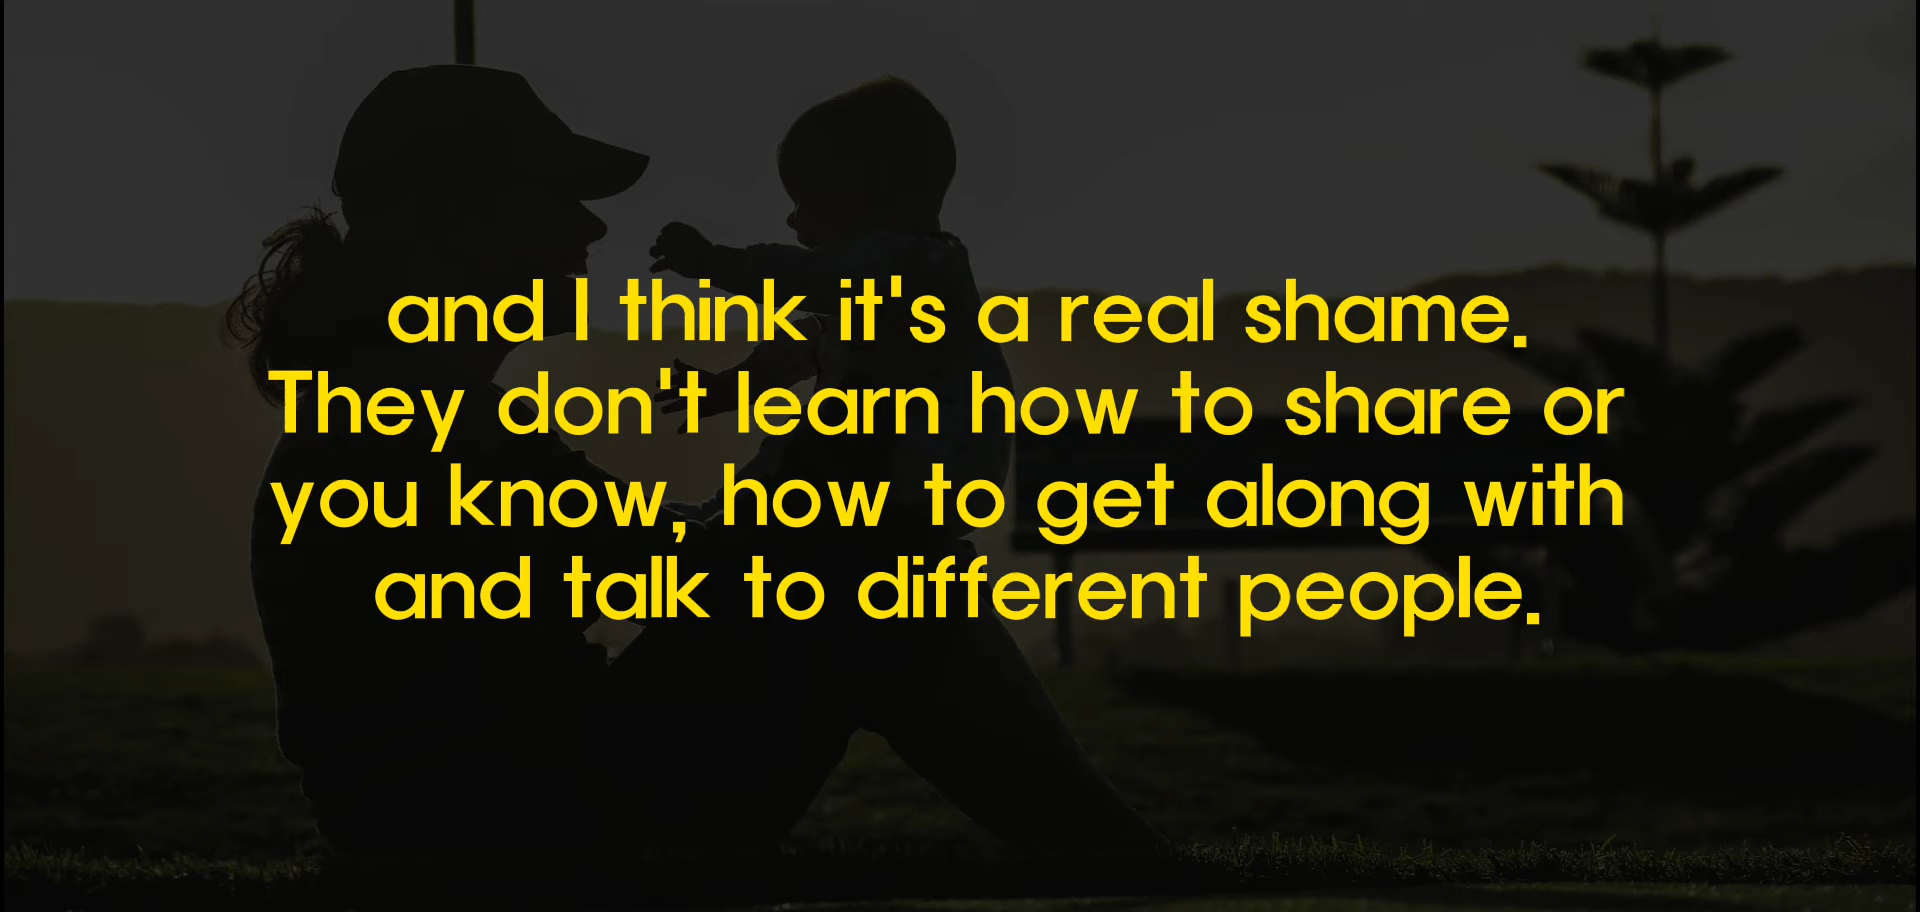 and I think it's a real shame.
They don't learn how to share or
you know, how to get along with
and talk to different people.